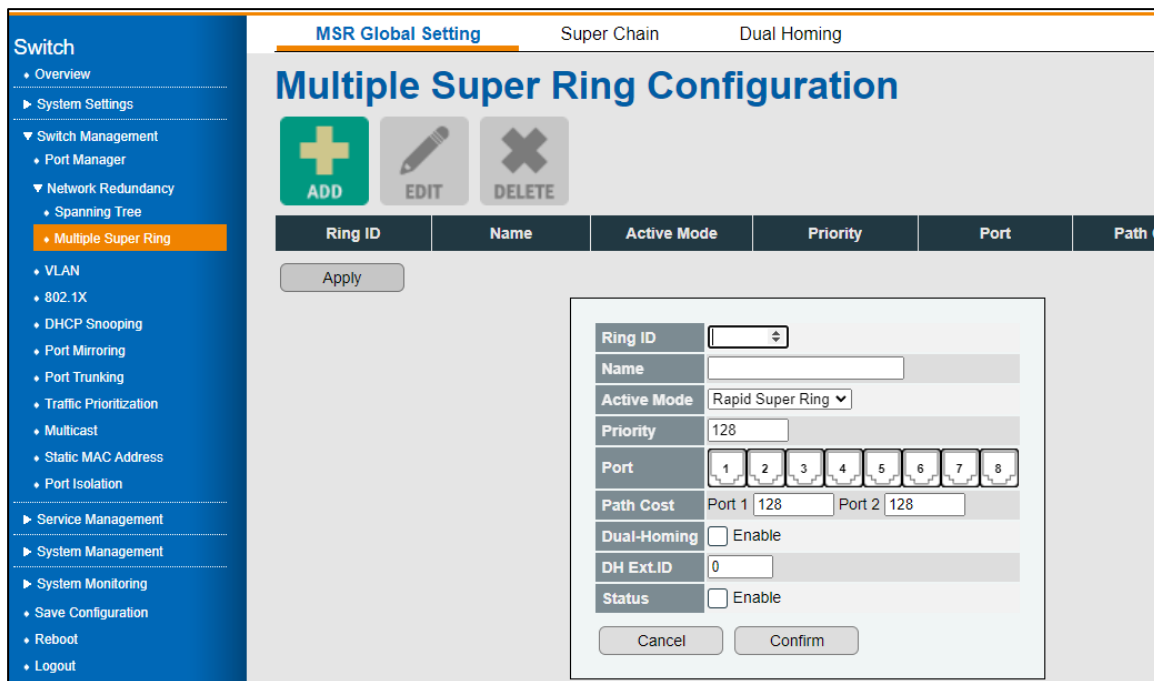 Switch
Overview
System Settings
Switch Management
Port Manager
Network Redundancy
Spanning Tree
Multiple Super Ring
VLAN
802.1X
DHCP Snooping
Port Mirroring
Port Trunking
Traffic Prioritization
Multicast
Static MAC Address
Port Isolation
Service Management
System Management
System Monitoring
Save Configuration
Reboot
Logout
MSR Global Setting Super Chain Dual Homing
Multiple Super Ring Configuration
ADD EDIT DELETE
Ring ID Name Active Mode Priority Port Path
Apply
Ring ID
Name
Active Mode Rapid Super Ring
Priority 128
Port 1 2 3 4 5 6 7 8
Path Cost Port 1 128 Port 2 128
Dual-Homing Enable
DH Ext.ID 0
Status Enable
Cancel Confirm